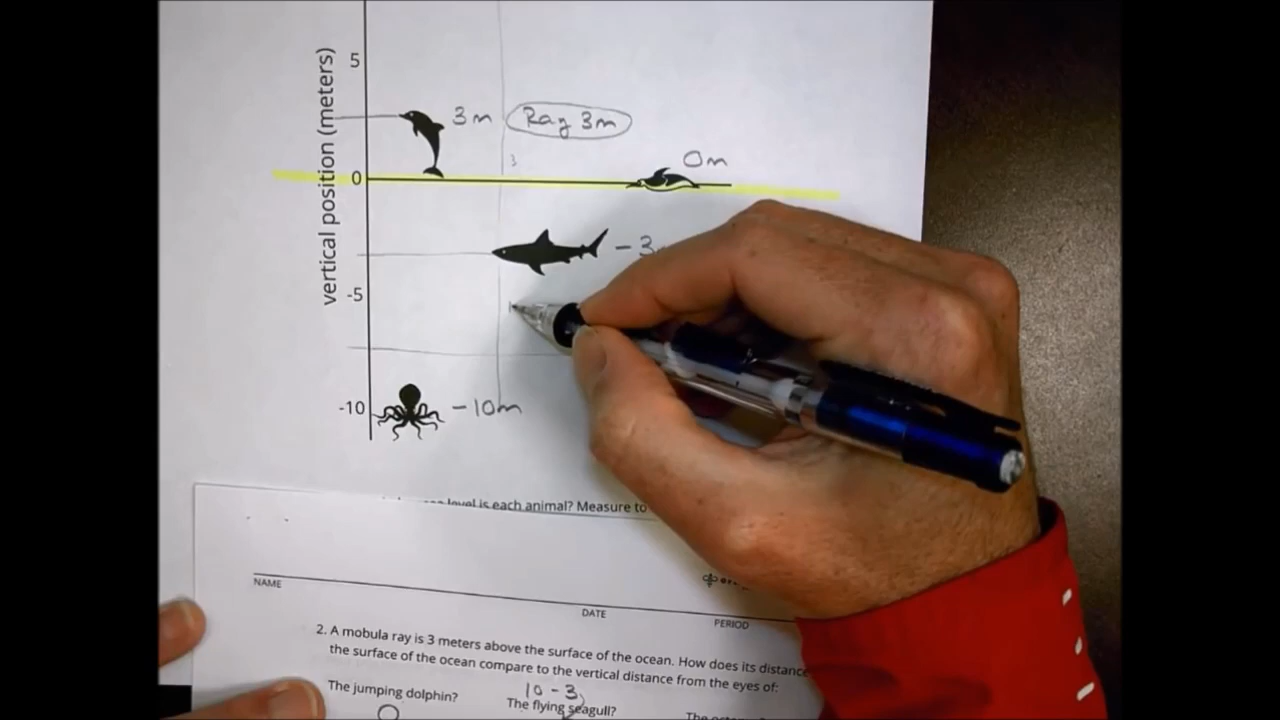 vertical position (meters)
5
3m
Ray 3m
3
0m
0
-3
-5
-10
-10m
level is each animal? Measure to
NAME
DATE
PERIOD
2. A mobula ray is 3 meters above the surface of the ocean. How does its distance
the surface of the ocean compare to the vertical distance from the eyes of:
10 - 3
The jumping dolphin?
The flying seagull?